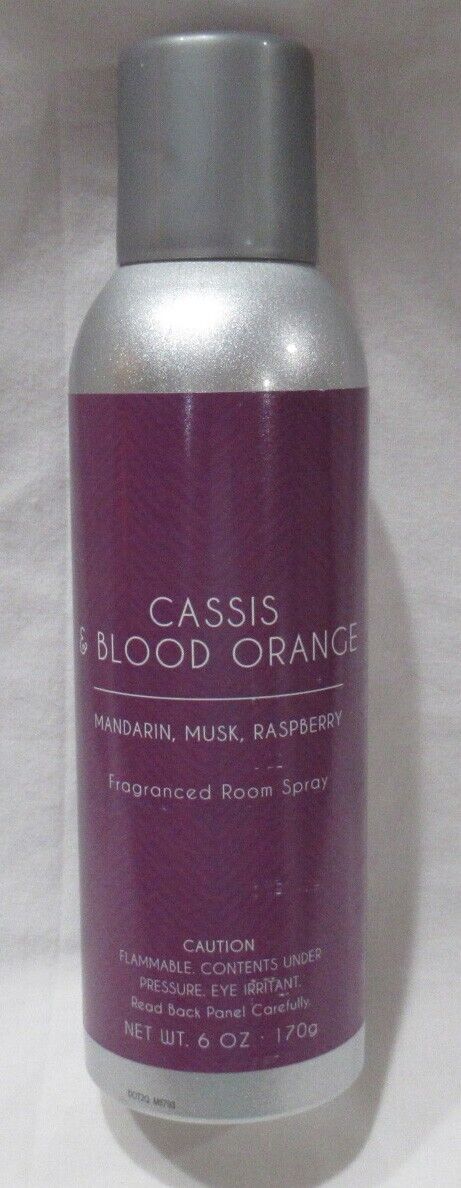 CASSIS
& BLOOD ORANGE
MANDARIN, MUSK, RASPBERRY
Fragranced Room Spray
CAUTION
FLAMMABLE. CONTENTS UNDER
PRESSURE. EYE IRRITANT.
Read Back Panel Carefully.
NET WT. 6 OZ · 170g